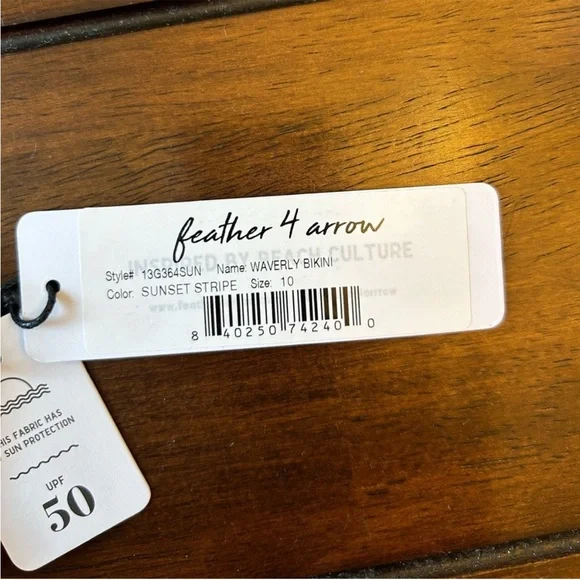 feather 4 arrow
INSPIRED BY BEACH CULTURE
Style# 13G364SUN Name: WAVERLY BIKINI
Color: SUNSET STRIPE Size: 10
8 40250 74240 0
THIS FABRIC HAS
SUN PROTECTION
UPF
50